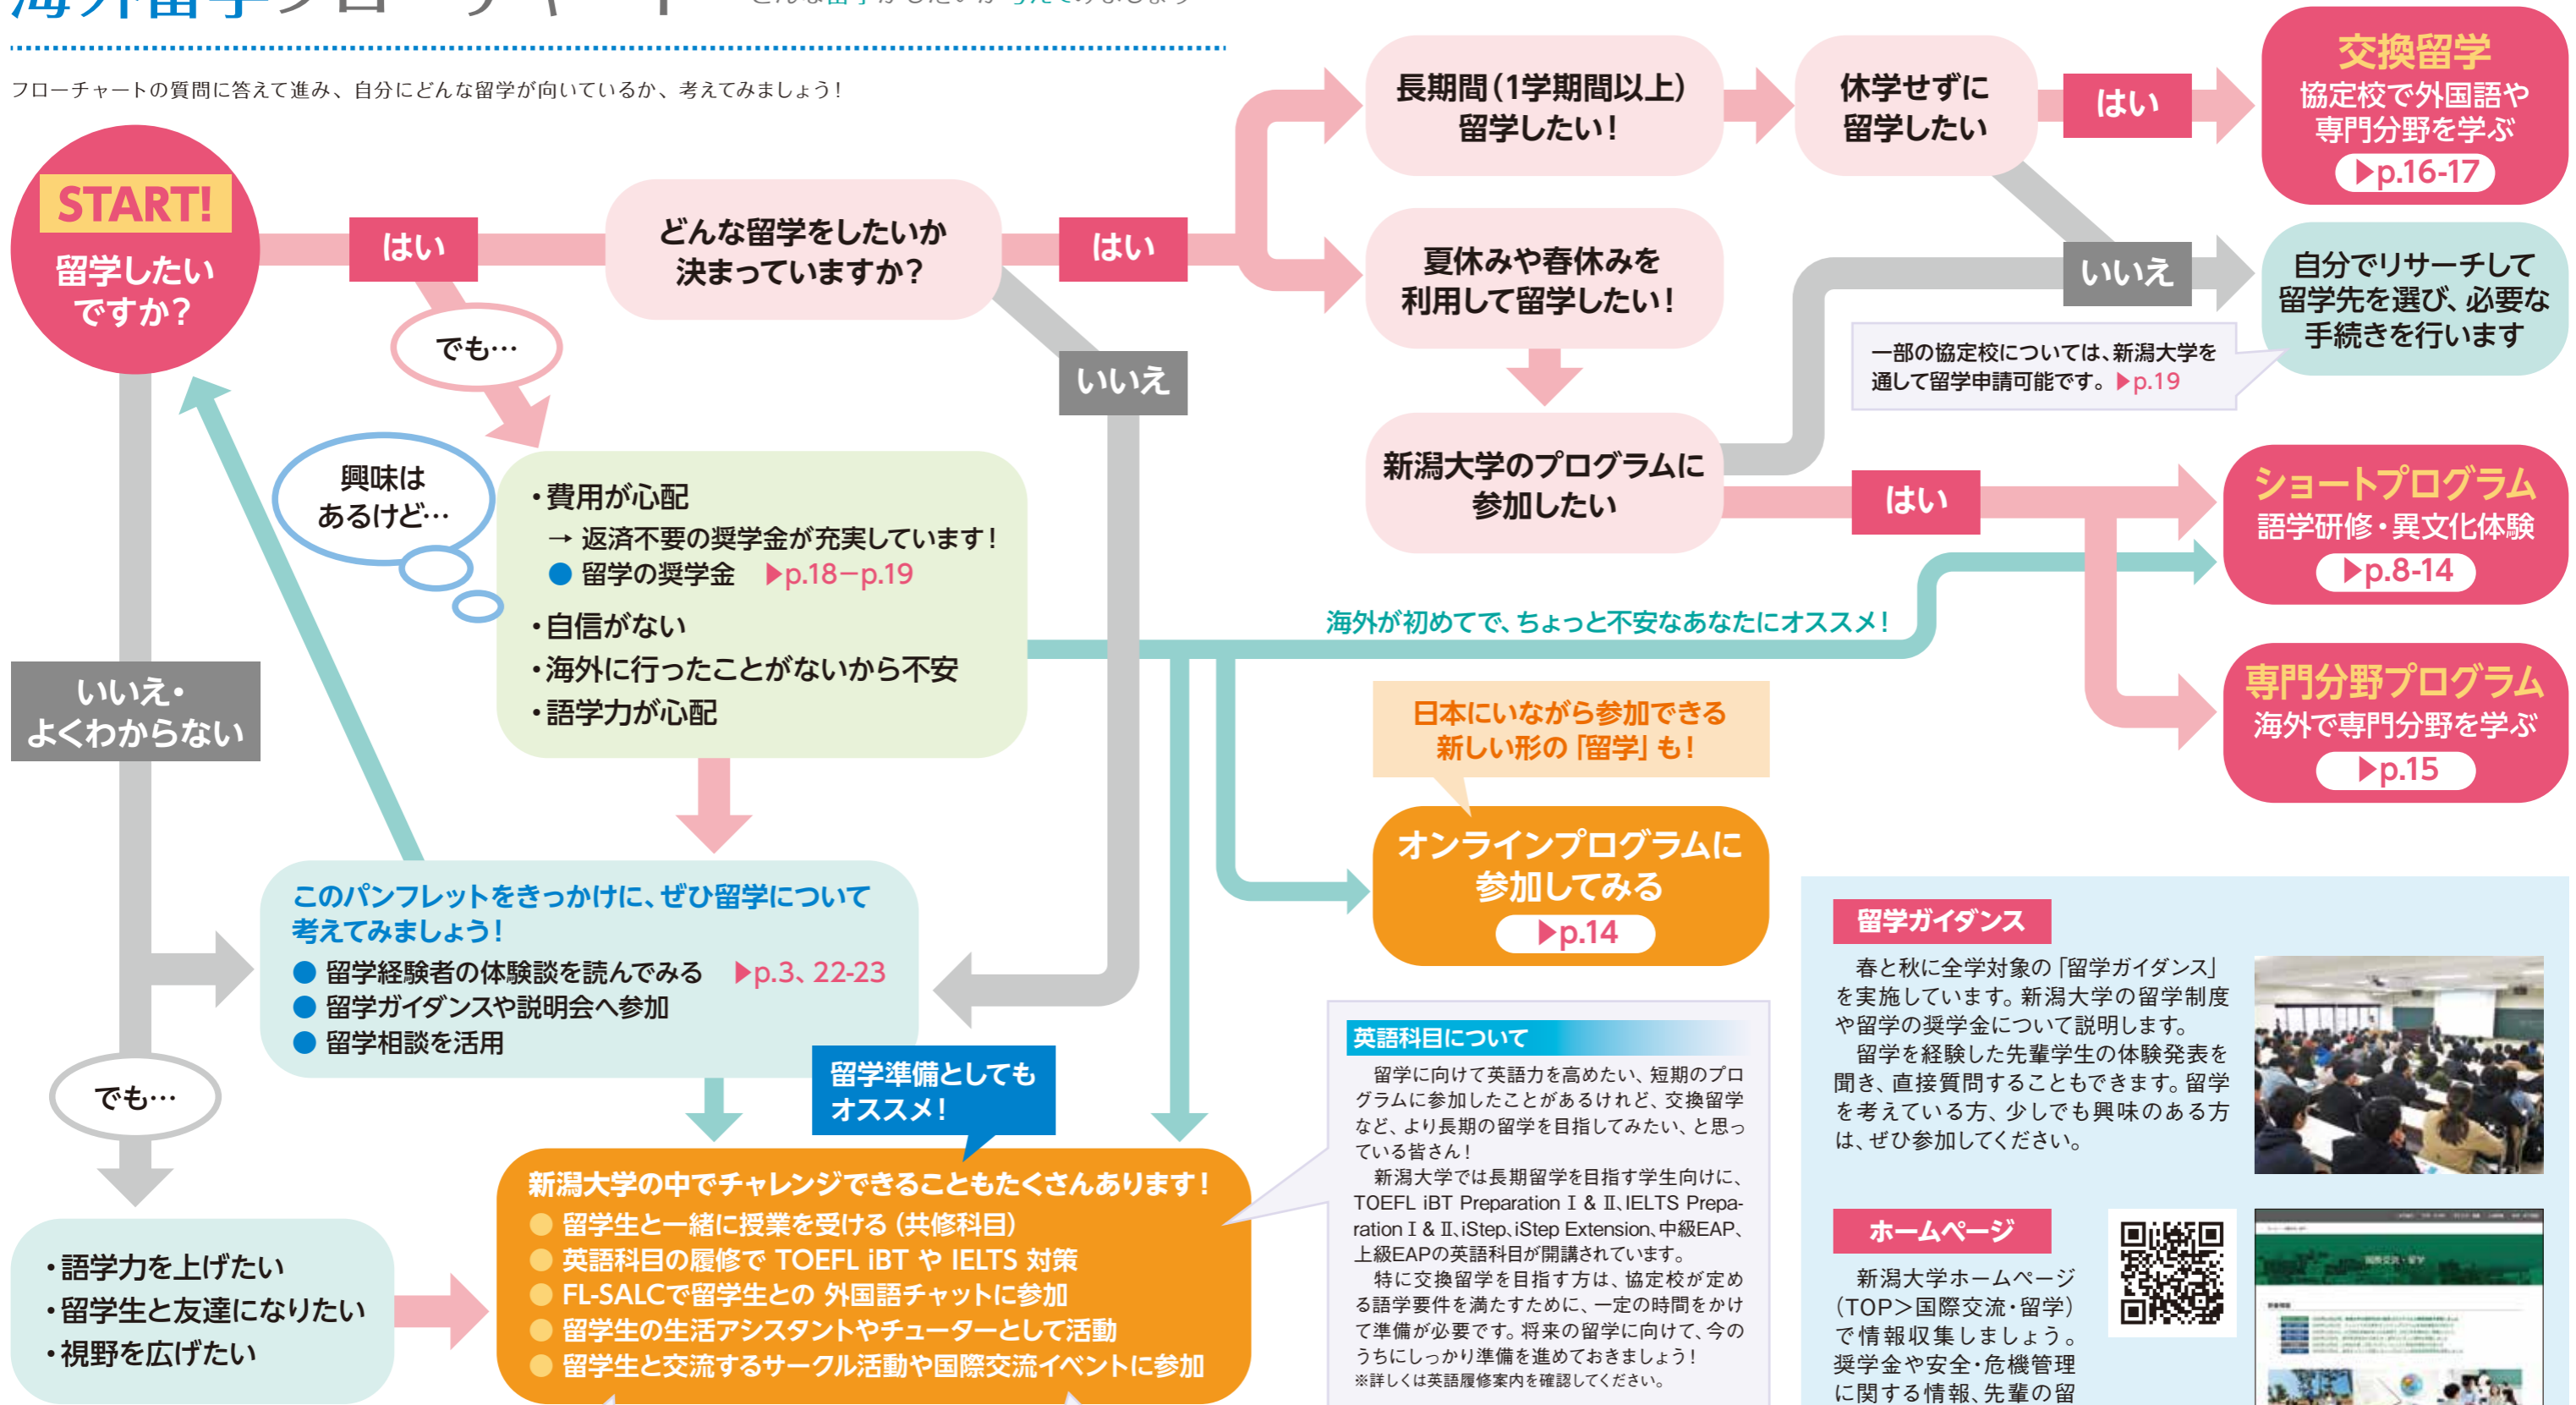 海外留学フローチャート
どんな留学がしたいか考えてみましょう
フローチャートの質問に答えて進み、自分にどんな留学が向いているか、考えてみましょう！
START!
留学したい
ですか？
はい
でも…
どんな留学をしたいか
決まっていますか？
はい
いいえ
長期間（1学期間以上）
留学したい！
休学せずに
留学したい
はい
交換留学
協定校で外国語や
専門分野を学ぶ
▶p.16-17
夏休みや春休みを
利用して留学したい！
いいえ
自分でリサーチして
留学先を選び、必要な
手続きを行います
一部の協定校については、新潟大学を
通して留学申請可能です。▶p.19
新潟大学のプログラムに
参加したい
はい
ショートプログラム
語学研修・異文化体験
▶p.8-14
専門分野プログラム
海外で専門分野を学ぶ
▶p.15
興味は
あるけど…
・費用が心配
→ 返済不要の奨学金が充実しています！
● 留学の奨学金 ▶p.18－p.19
・自信がない
・海外に行ったことがないから不安
・語学力が心配
海外が初めてで、ちょっと不安なあなたにオススメ！
日本にいながら参加できる
新しい形の「留学」も！
オンラインプログラムに
参加してみる
▶p.14
いいえ・
よくわからない
このパンフレットをきっかけに、ぜひ留学について
考えてみましょう！
● 留学経験者の体験談を読んでみる ▶p.3、22-23
● 留学ガイダンスや説明会へ参加
● 留学相談を活用
でも…
・語学力を上げたい
・留学生と友達になりたい
・視野を広げたい
留学準備としても
オススメ！
新潟大学の中でチャレンジできることもたくさんあります！
● 留学生と一緒に授業を受ける（共修科目）
● 英語科目の履修で TOEFL iBT や IELTS 対策
● FL-SALCで留学生との 外国語チャットに参加
● 留学生の生活アシスタントやチューターとして活動
● 留学生と交流するサークル活動や国際交流イベントに参加
英語科目について
留学に向けて英語力を高めたい、短期のプロ
グラムに参加したことがあるけれど、交換留学
など、より長期の留学を目指してみたい、と思っ
ている皆さん！
新潟大学では長期留学を目指す学生向けに、
TOEFL iBT Preparation Ⅰ & Ⅱ、IELTS Prepa-
ration Ⅰ & Ⅱ、iStep、iStep Extension、中級EAP、
上級EAPの英語科目が開講されています。
特に交換留学を目指す方は、協定校が定め
る語学要件を満たすために、一定の時間をかけ
て準備が必要です。将来の留学に向けて、今の
うちにしっかり準備を進めておきましょう！
※詳しくは英語履修案内を確認してください。
留学ガイダンス
春と秋に全学対象の「留学ガイダンス」
を実施しています。新潟大学の留学制度
や留学の奨学金について説明します。
留学を経験した先輩学生の体験発表を
聞き、直接質問することもできます。留学
を考えている方、少しでも興味のある方
は、ぜひ参加してください。
ホームページ
新潟大学ホームページ
（TOP＞国際交流・留学）
で情報収集しましょう。
奨学金や安全・危機管理
に関する情報、先輩の留
国際交流・留学